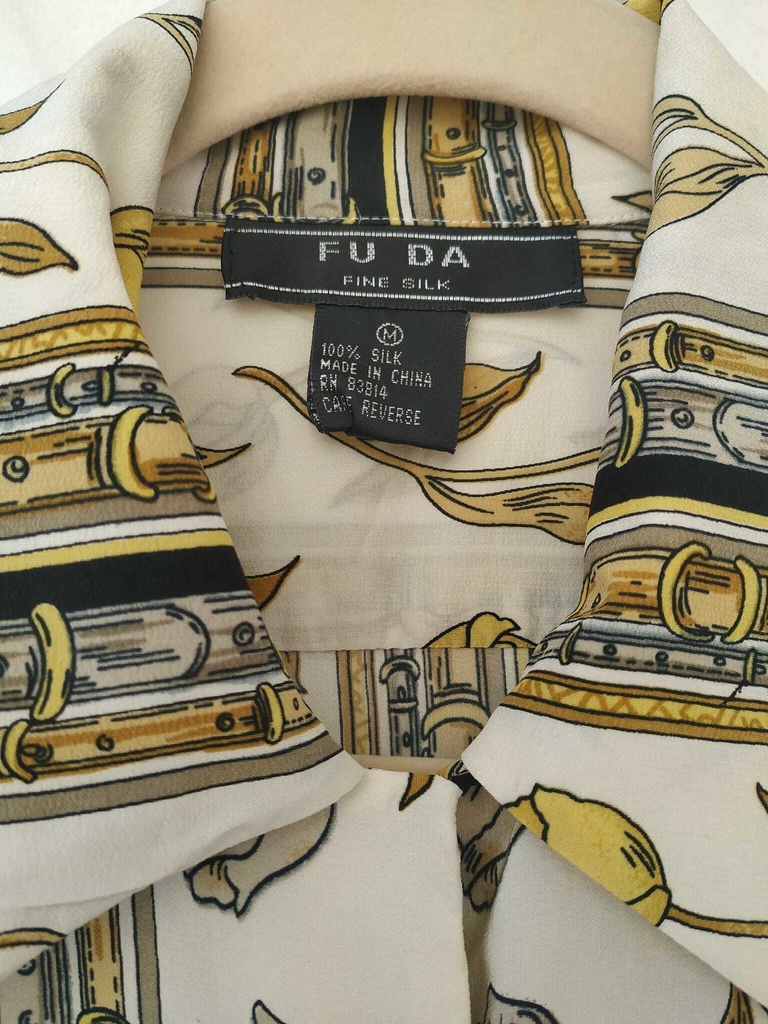 FU DA
FINE SILK
M
100% SILK
MADE IN CHINA
RN 83814
CARE REVERSE